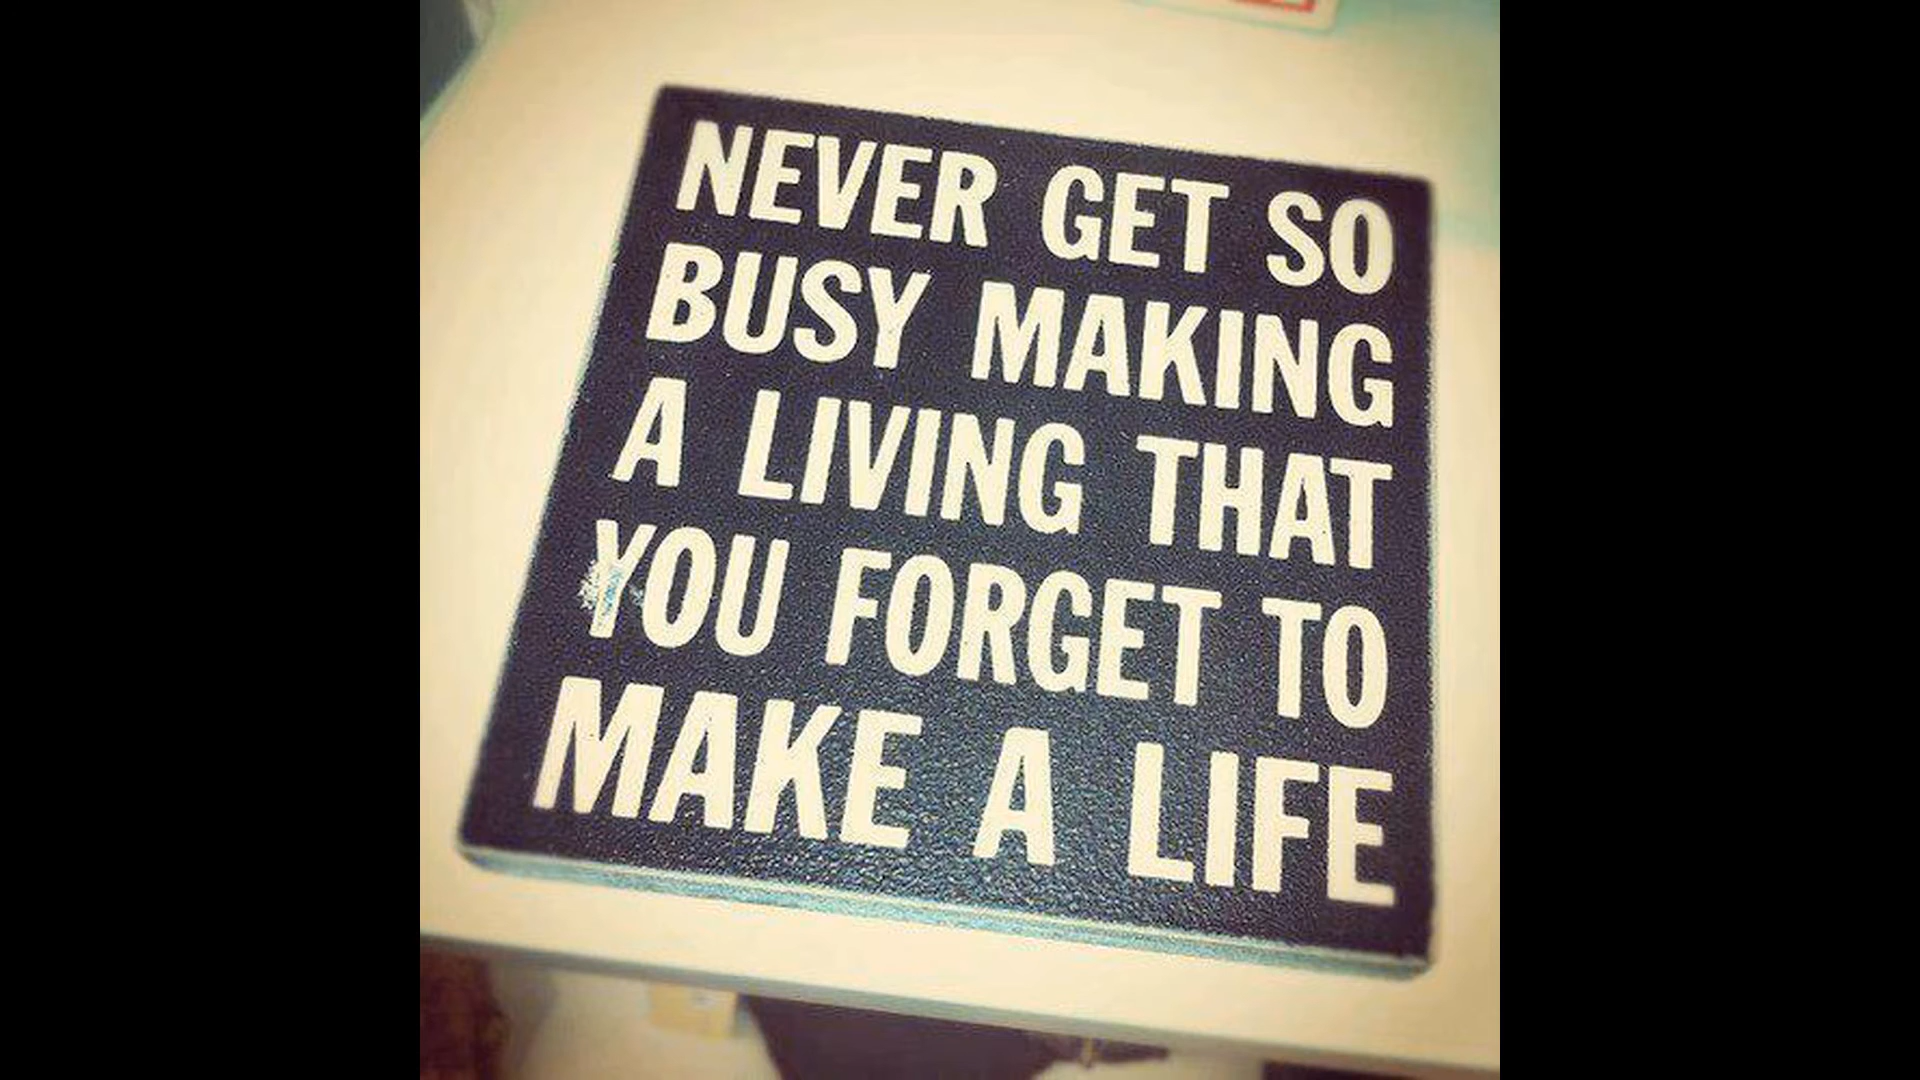 NEVER GET SO
BUSY MAKING
A LIVING THAT
YOU FORGET TO
MAKE A LIFE